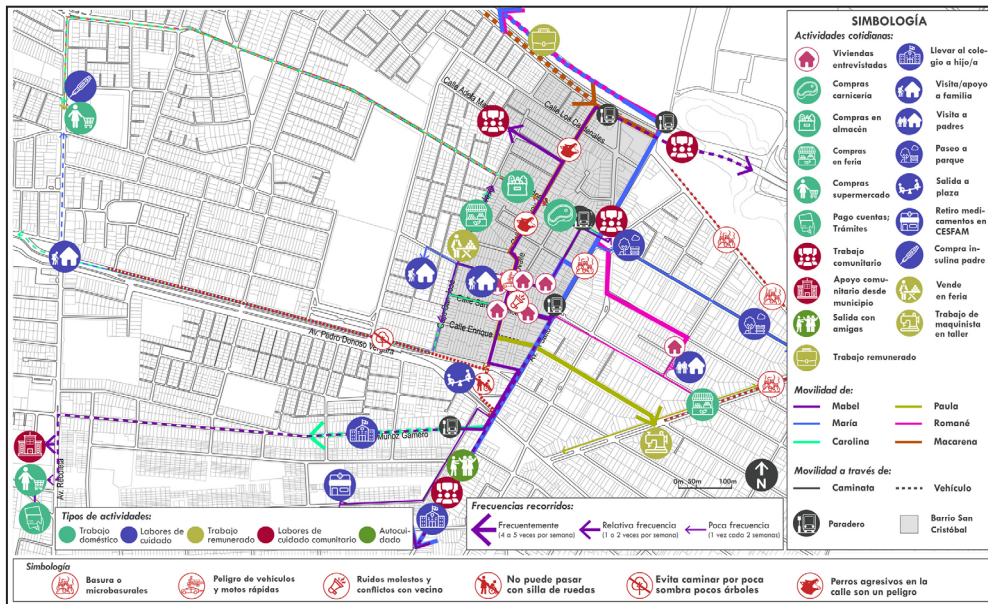 Calle Adela Ma
Calle Los Cardenales
Calle San
Calle Enrique
Av. Pedro Donoso Vergara
Muñoz Gamero
Av. Recoleta
0m 50m 100m
N
Tipos de actividades:
Trabajo doméstico
Labores de cuidado
Trabajo remunerado
Labores de cuidado comunitario
Autocuidado
Frecuencias recorridos:
Frecuentemente
(4 a 5 veces por semana)
Relativa frecuencia
(1 o 2 veces por semana)
Poca frecuencia
(1 vez cada 2 semanas)
SIMBOLOGÍA
Actividades cotidianas:
Viviendas
entrevistadas
Llevar al cole-
gio a hijo/a
Compras
carnicería
Visita/apoyo
a familia
Compras en
almacén
Visita a
padres
Compras
en feria
Paseo a
parque
Compras
supermercado
Salida a
plaza
Pago cuentas;
Trámites
Retiro medi-
camentos en
CESFAM
Trabajo
comunitario
Compra in-
sulina padre
Apoyo comu-
nitario desde
municipio
Vende
en feria
Salida con
amigas
Trabajo de
maquinista
en taller
Trabajo remunerado
Movilidad de:
Mabel
Paula
María
Romané
Carolina
Macarena
Movilidad a través de:
Caminata
Vehículo
Paradero
Barrio San
Cristóbal
Simbología
Basura o
microbasurales
Peligro de vehículos
y motos rápidas
Ruidos molestos y
conflictos con vecino
No puede pasar
con silla de ruedas
Evita caminar por poca
sombra pocos árboles
Perros agresivos en la
calle son un peligro